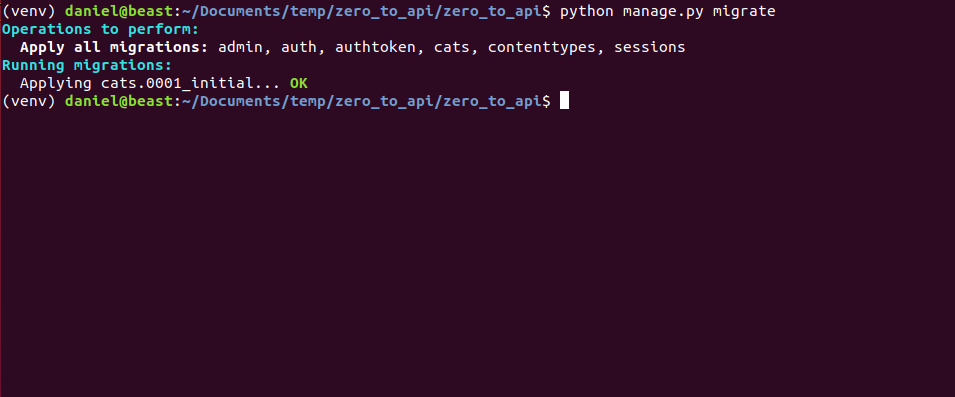 (venv) daniel@beast:~/Documents/temp/zero_to_api/zero_to_api$ python manage.py migrate
Operations to perform:
  Apply all migrations: admin, auth, authtoken, cats, contenttypes, sessions
Running migrations:
  Applying cats.0001_initial... OK
(venv) daniel@beast:~/Documents/temp/zero_to_api/zero_to_api$